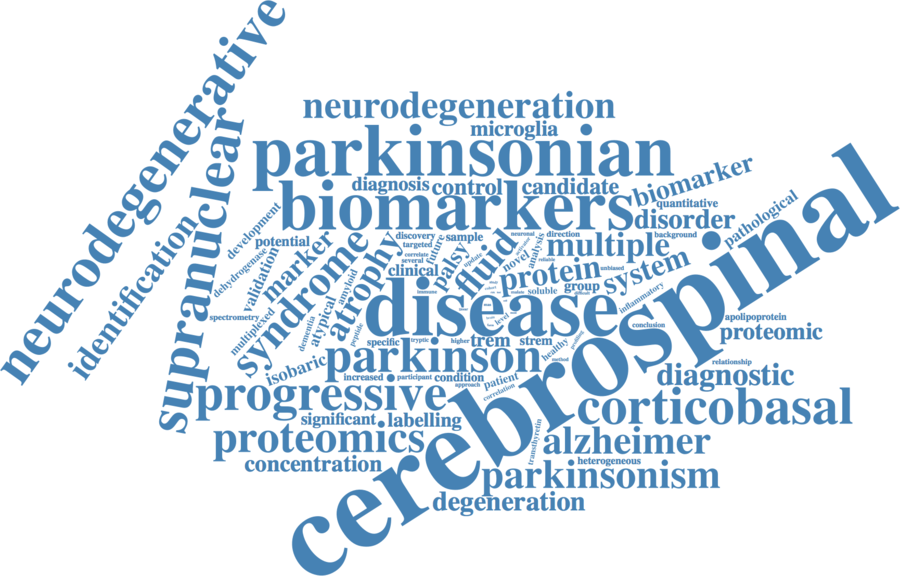 neurodegenerative
identification
supranuclear
neurodegeneration
microglia
parkinsonian
diagnosis
control
candidate
biomarker
biomarkers
quantitative
disorder
pathological
development
potential
dehydrogenase
validation
marker
syndrome
atrophy
discovery
targeted
correlate
several
future
sample
update
palsy
fluid
neuronal
direction
novel
analysis
multiple
background
clinical
protein
reliable
unbiased
system
group
soluble
inflammatory
immune
disease
cerebrospinal
spectrometry
multiplexed
dementia
atypical
amyloid
peptide
level
conclusion
apolipoprotein
proteomic
specific
tryptic
higher
trem
strem
healthy
positive
method
isobaric
parkinson
increased
participant
condition
approach
patient
correlation
relationship
diagnostic
progressive
corticobasal
significant
labelling
proteomics
transthyretin
alzheimer
concentration
heterogeneous
parkinsonism
degeneration